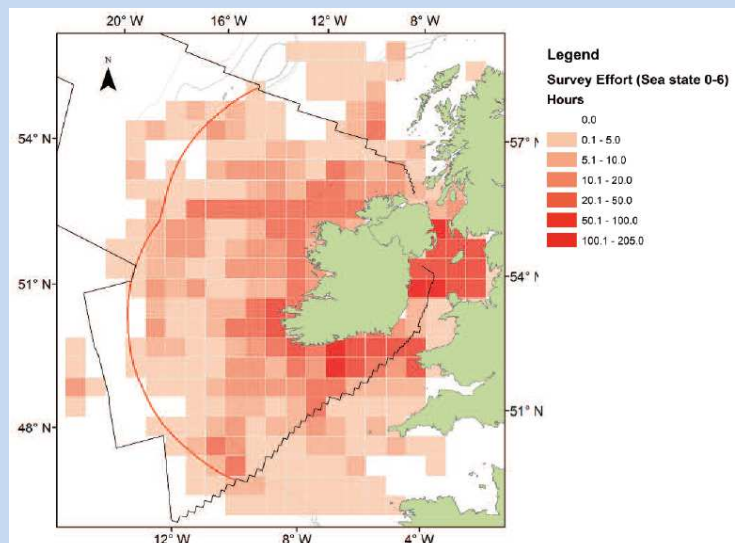 20° W 16° W 12° W 8° W
N
54° N
57° N
51° N
54° N
48° N
51° N
12° W 8° W 4° W
Legend
Survey Effort (Sea state 0-6)
Hours
0.0
0.1 - 5.0
5.1 - 10.0
10.1 - 20.0
20.1 - 50.0
50.1 - 100.0
100.1 - 205.0